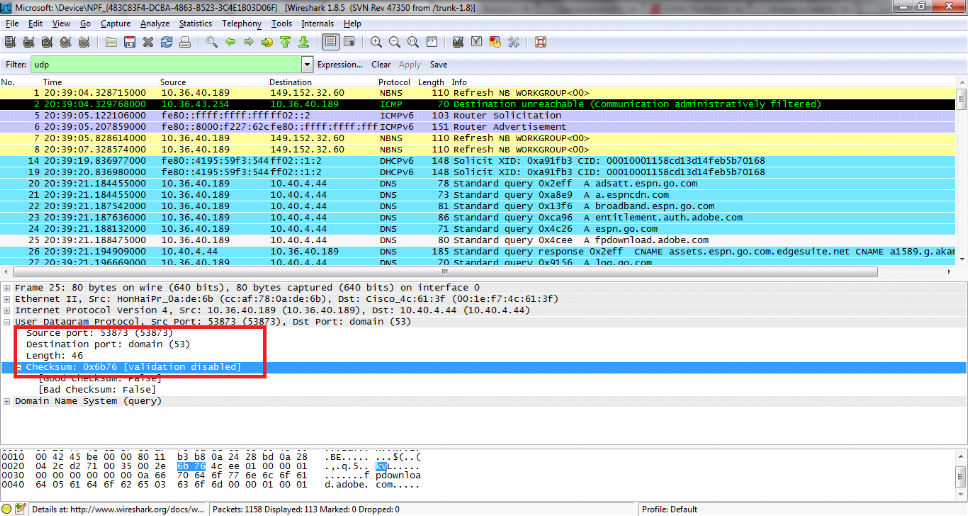 Microsoft: \Device\NPF_{483C83F4-DCBA-4863-B523-3C4E1B03D06F} [Wireshark 1.8.5 (SVN Rev 47350 from /trunk-1.8)]
File Edit View Go Capture Analyze Statistics Telephony Tools Internals Help
Filter: udp Expression... Clear Apply Save
No. Time Source Destination Protocol Length Info
1 20:39:04.328715000 10.36.40.189 149.152.32.60 NBNS 110 Refresh NB WORKGROUP<00>
2 20:39:04.329768000 10.36.43.254 10.36.40.189 ICMP 70 Destination unreachable (Communication administratively filtered)
5 20:39:05.122106000 fe80::ffff:ffff:ffff ff02::2 ICMPv6 103 Router Solicitation
6 20:39:05.207859000 fe80::8000:f227:62c fe80::ffff:ffff:fff ICMPv6 151 Router Advertisement
7 20:39:05.828614000 10.36.40.189 149.152.32.60 NBNS 110 Refresh NB WORKGROUP<00>
8 20:39:07.328574000 10.36.40.189 149.152.32.60 NBNS 110 Refresh NB WORKGROUP<00>
14 20:39:19.836977000 fe80::4195:59f3:544 ff02::1:2 DHCPv6 148 Solicit XID: 0xa91fb3 CID: 00010001158cd13d14feb5b70168
19 20:39:20.836980000 fe80::4195:59f3:544 ff02::1:2 DHCPv6 148 Solicit XID: 0xa91fb3 CID: 00010001158cd13d14feb5b70168
20 20:39:21.184455000 10.36.40.189 10.40.4.44 DNS 78 Standard query 0x2eff A adsatt.espn.go.com
21 20:39:21.184455000 10.36.40.189 10.40.4.44 DNS 73 Standard query 0xa8e9 A a.espncdn.com
22 20:39:21.187542000 10.36.40.189 10.40.4.44 DNS 81 Standard query 0x13f6 A broadband.espn.go.com
23 20:39:21.187636000 10.36.40.189 10.40.4.44 DNS 86 Standard query 0xca96 A entitlement.auth.adobe.com
24 20:39:21.188132000 10.36.40.189 10.40.4.44 DNS 71 Standard query 0x4c26 A espn.go.com
25 20:39:21.188475000 10.36.40.189 10.40.4.44 DNS 80 Standard query 0x4cee A fpdownload.adobe.com
26 20:39:21.194909000 10.40.4.44 10.36.40.189 DNS 185 Standard query response 0x2eff CNAME assets.espn.go.com.edgesuite.net CNAME a1589.g.akam
27 20:39:21.196669000 10.36.40.189 10.40.4.44 DNS 70 Standard query 0x9156 A log.go.com
Frame 25: 80 bytes on wire (640 bits), 80 bytes captured (640 bits) on interface 0
Ethernet II, Src: HonHaiPr_0a:de:6b (cc:af:78:0a:de:6b), Dst: Cisco_4c:61:3f (00:1e:f7:4c:61:3f)
Internet Protocol Version 4, Src: 10.36.40.189 (10.36.40.189), Dst: 10.40.4.44 (10.40.4.44)
User Datagram Protocol, Src Port: 53873 (53873), Dst Port: domain (53)
Source port: 53873 (53873)
Destination port: domain (53)
Length: 46
Checksum: 0x6b76 [validation disabled]
[Good Checksum: False]
[Bad Checksum: False]
Domain Name System (query)
0010 00 42 45 be 00 00 80 11 b3 b8 0a 24 28 bd 0a 28 .BE..... ...$(..(
0020 04 2c d2 71 00 35 00 2e 6b 76 4c ee 01 00 00 01 .,.q.5.. kvL.....
0030 00 00 00 00 00 00 0a 66 70 64 6f 77 6e 6c 6f 61 .......f pdownloa
0040 64 05 61 64 6f 62 65 03 63 6f 6d 00 00 01 00 01 d.adobe. com.....
Details at: http://www.wireshark.org/docs/w... Packets: 1158 Displayed: 113 Marked: 0 Dropped: 0 Profile: Default